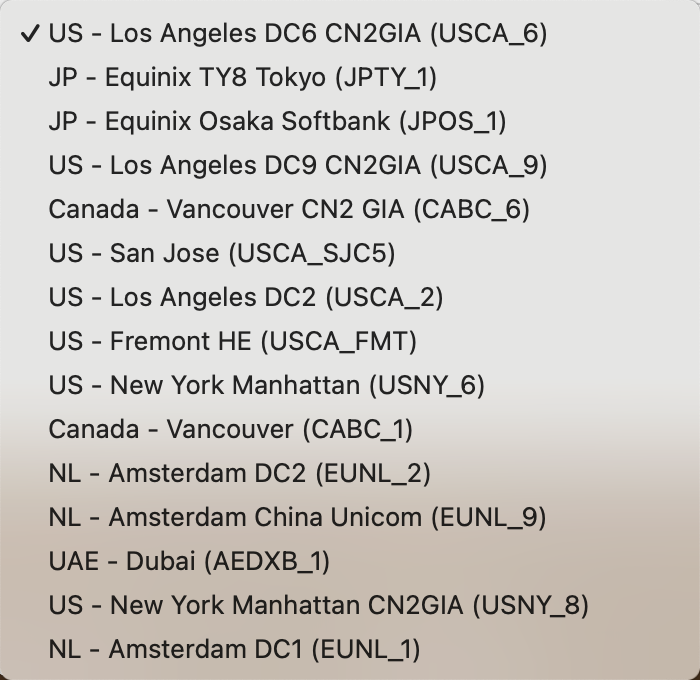 ✓ US - Los Angeles DC6 CN2GIA (USCA_6)
JP - Equinix TY8 Tokyo (JPTY_1)
JP - Equinix Osaka Softbank (JPOS_1)
US - Los Angeles DC9 CN2GIA (USCA_9)
Canada - Vancouver CN2 GIA (CABC_6)
US - San Jose (USCA_SJC5)
US - Los Angeles DC2 (USCA_2)
US - Fremont HE (USCA_FMT)
US - New York Manhattan (USNY_6)
Canada - Vancouver (CABC_1)
NL - Amsterdam DC2 (EUNL_2)
NL - Amsterdam China Unicom (EUNL_9)
UAE - Dubai (AEDXB_1)
US - New York Manhattan CN2GIA (USNY_8)
NL - Amsterdam DC1 (EUNL_1)